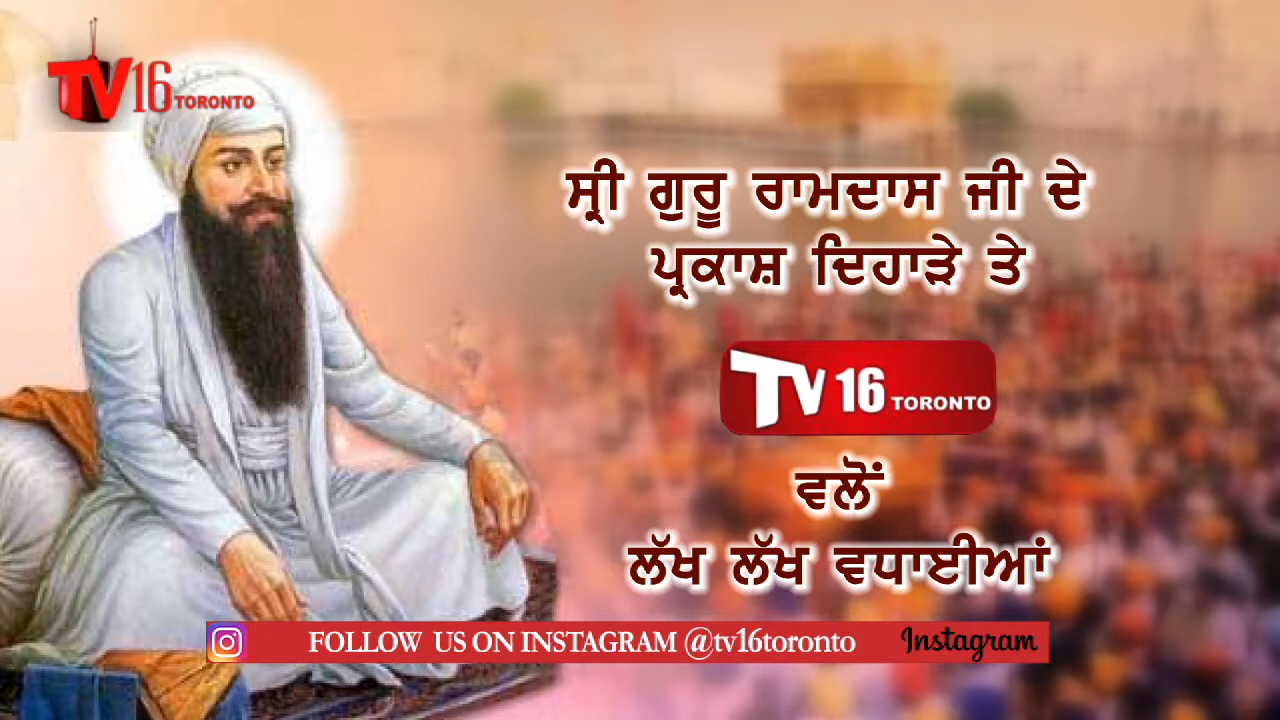 TV16 TORONTO
ਸ੍ਰੀ ਗੁਰੂ ਰਾਮਦਾਸ ਜੀ ਦੇ
ਪ੍ਰਕਾਸ਼ ਦਿਹਾੜੇ ਤੇ
TV 16 TORONTO
ਵਲੋਂ
ਲੱਖ ਲੱਖ ਵਧਾਈਆਂ
FOLLOW US ON INSTAGRAM @tv16toronto Instagram